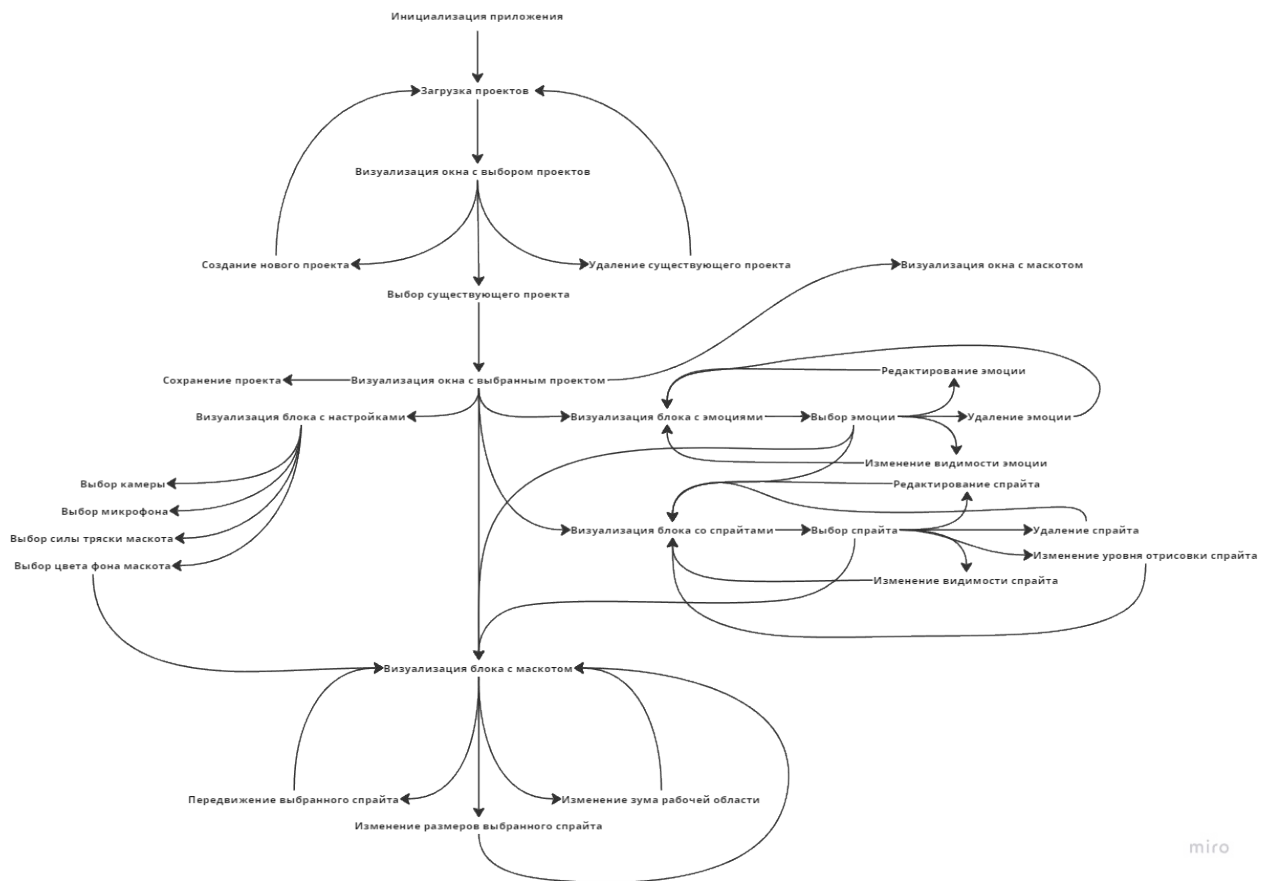 Инициализация приложения
Загрузка проектов
Визуализация окна с выбором проектов
Создание нового проекта
Удаление существующего проекта
Визуализация окна с маскотом
Выбор существующего проекта
Редактирование эмоции
Сохранение проекта
Визуализация окна с выбранным проектом
Визуализация блока с настройками
Визуализация блока с эмоциями
Выбор эмоции
Удаление эмоции
Изменение видимости эмоции
Выбор камеры
Редактирование спрайта
Выбор микрофона
Визуализация блока со спрайтами
Выбор спрайта
Удаление спрайта
Выбор силы тряски маскота
Изменение уровня отрисовки спрайта
Выбор цвета фона маскота
Изменение видимости спрайта
Визуализация блока с маскотом
Передвижение выбранного спрайта
Изменение зума рабочей области
Изменение размеров выбранного спрайта
miro